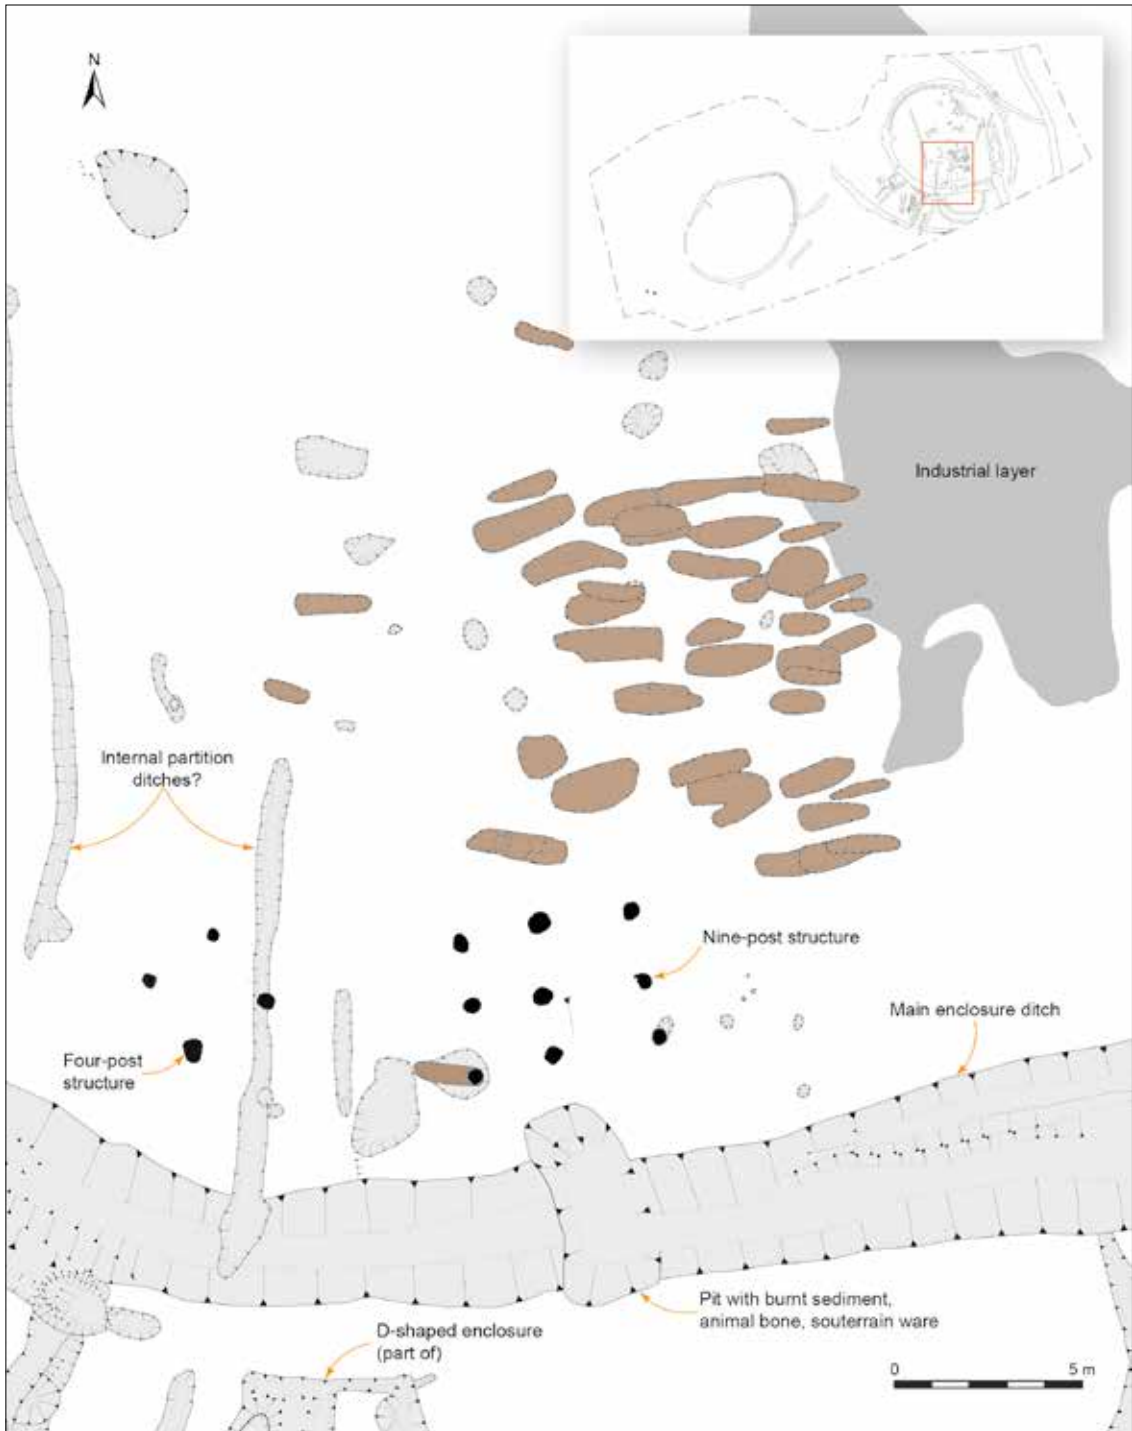 N
Industrial layer
Internal partition
ditches?
Nine-post structure
Main enclosure ditch
Four-post
structure
Pit with burnt sediment,
animal bone, souterrain ware
D-shaped enclosure
(part of)
0
5 m